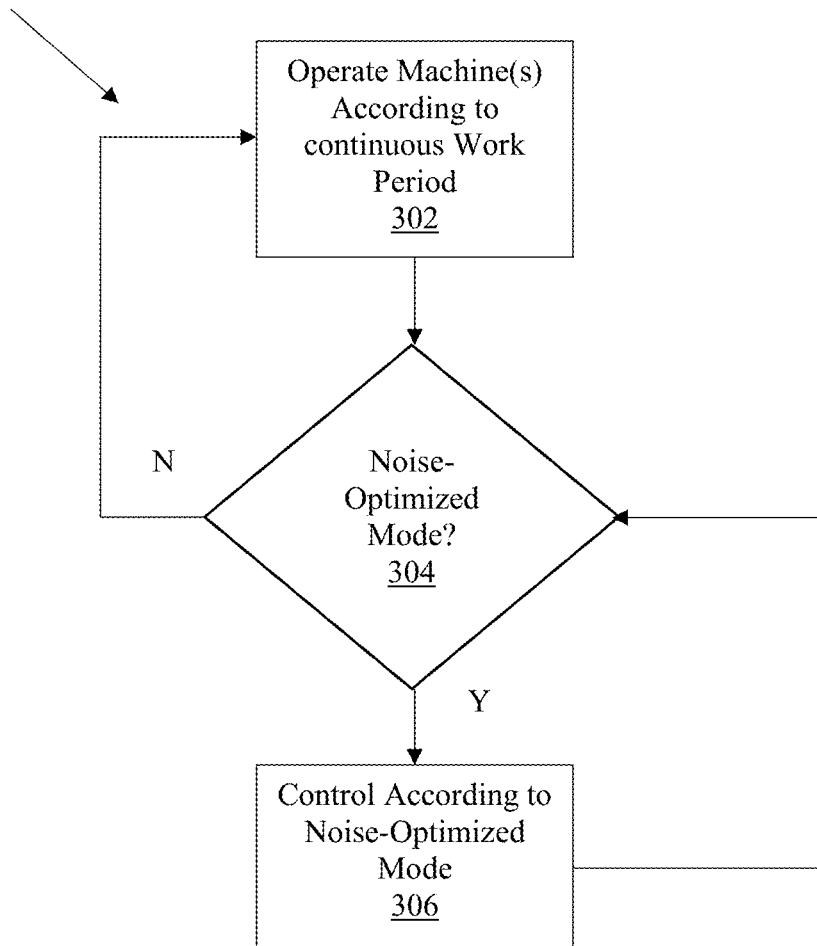 Operate Machine(s)
According to
continuous Work
Period
302
N
Noise-
Optimized
Mode?
304
Y
Control According to
Noise-Optimized
Mode
306